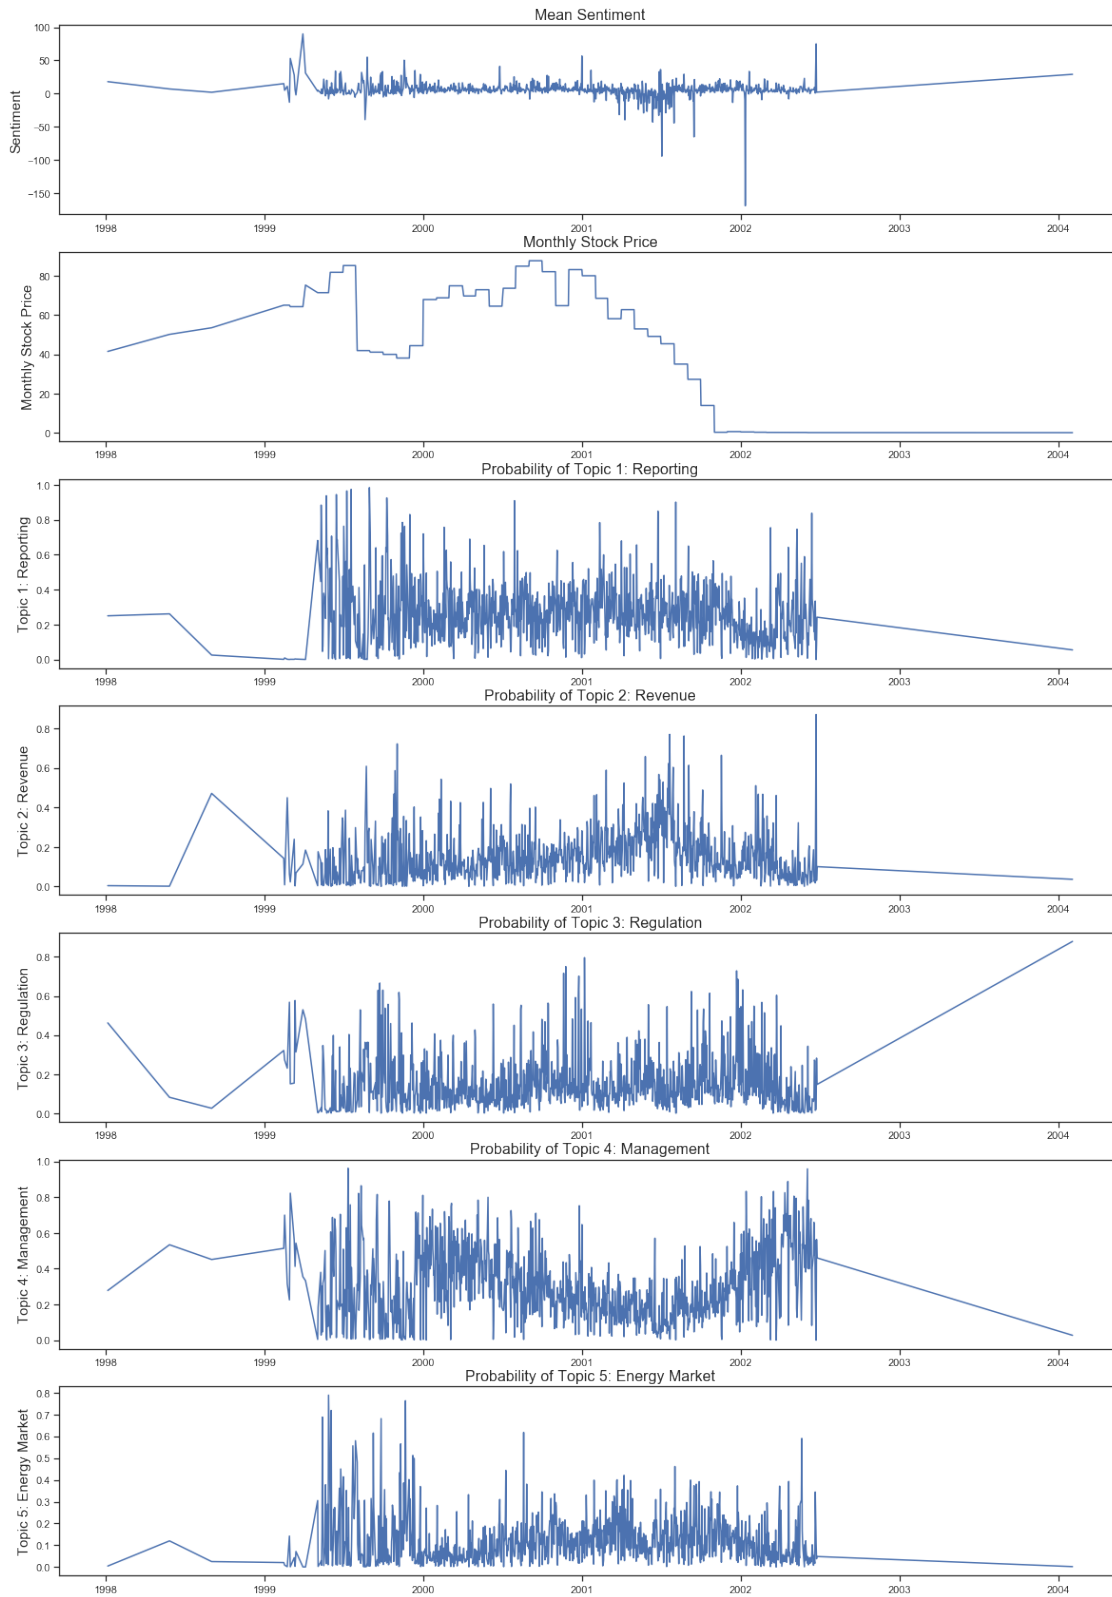 Mean Sentiment
Sentiment
100
50
0
−50
−100
−150
1998 1999 2000 2001 2002 2003 2004
Monthly Stock Price
Monthly Stock Price
80
60
40
20
0
1998 1999 2000 2001 2002 2003 2004
Probability of Topic 1: Reporting
Topic 1: Reporting
1.0
0.8
0.6
0.4
0.2
0.0
1998 1999 2000 2001 2002 2003 2004
Probability of Topic 2: Revenue
Topic 2: Revenue
0.8
0.6
0.4
0.2
0.0
1998 1999 2000 2001 2002 2003 2004
Probability of Topic 3: Regulation
Topic 3: Regulation
0.8
0.6
0.4
0.2
0.0
1998 1999 2000 2001 2002 2003 2004
Probability of Topic 4: Management
Topic 4: Management
1.0
0.8
0.6
0.4
0.2
0.0
1998 1999 2000 2001 2002 2003 2004
Probability of Topic 5: Energy Market
Topic 5: Energy Market
0.8
0.7
0.6
0.5
0.4
0.3
0.2
0.1
0.0
1998 1999 2000 2001 2002 2003 2004